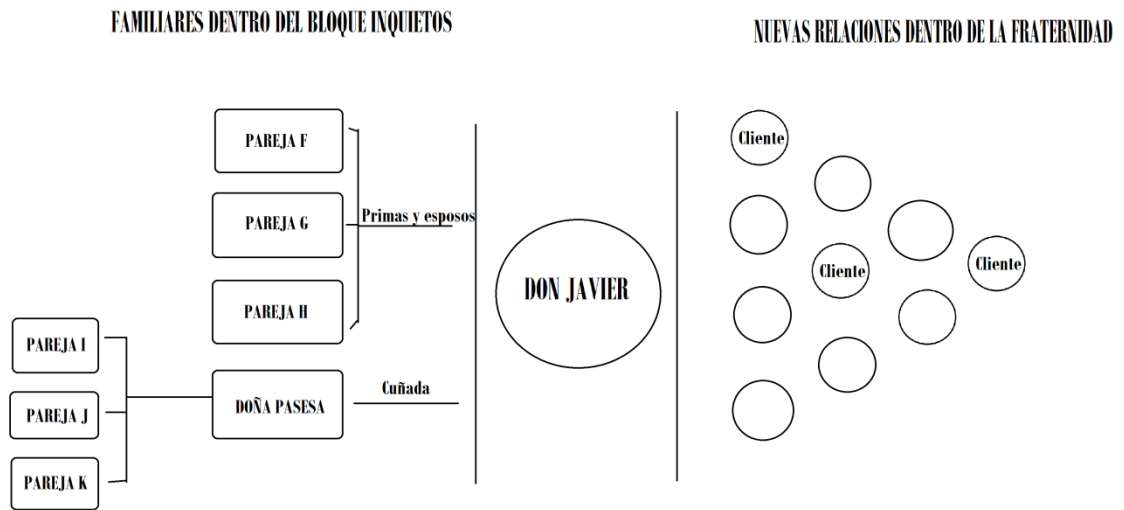 FAMILIARES DENTRO DEL BLOQUE INQUIETOS
NUEVAS RELACIONES DENTRO DE LA FRATERNIDAD
PAREJA F
PAREJA G
PAREJA H
Primas y esposos
PAREJA I
PAREJA J
PAREJA K
DOÑA PASESA
Cuñada
DON JAVIER
Cliente
Cliente
Cliente